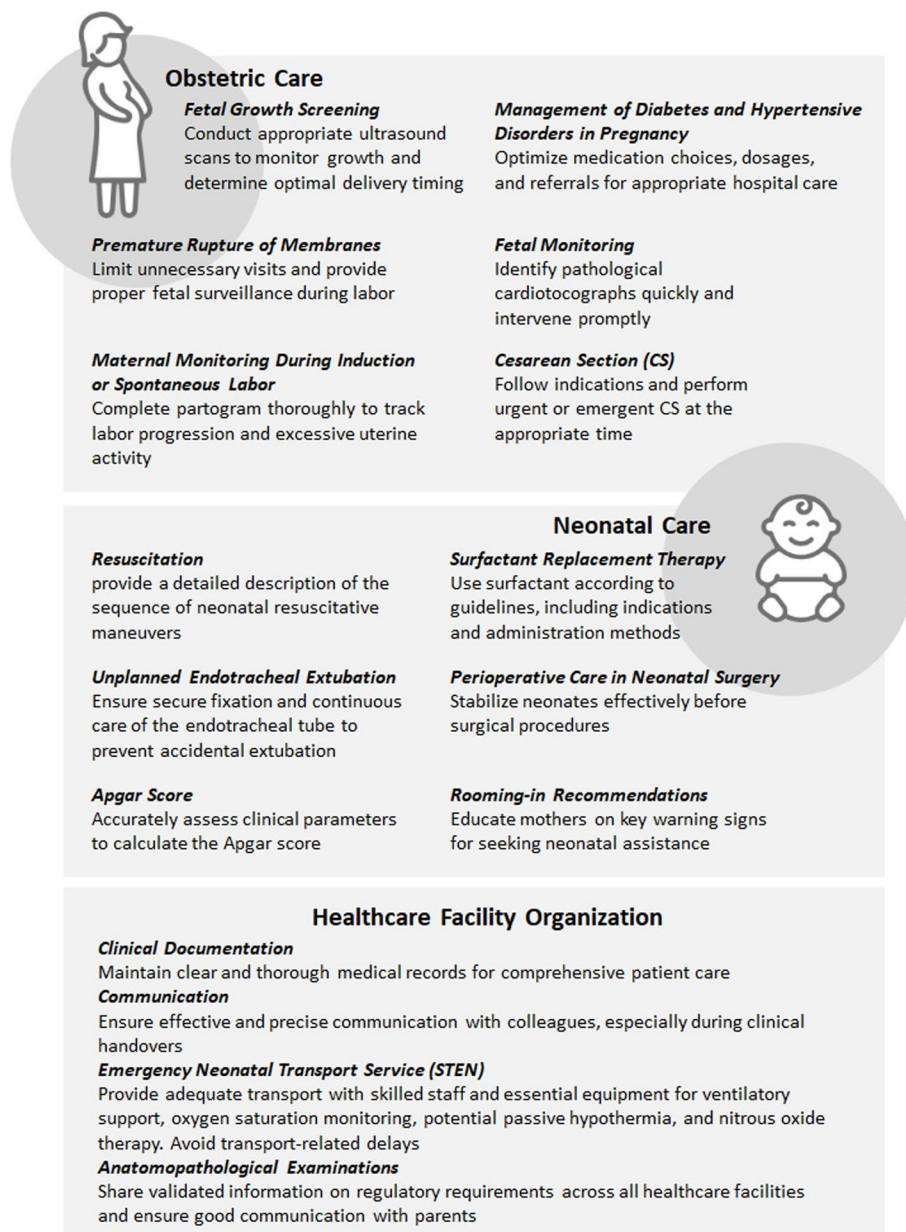 Obstetric Care
Fetal Growth Screening
Conduct appropriate ultrasound
scans to monitor growth and
determine optimal delivery timing
Management of Diabetes and Hypertensive
Disorders in Pregnancy
Optimize medication choices, dosages,
and referrals for appropriate hospital care
Premature Rupture of Membranes
Limit unnecessary visits and provide
proper fetal surveillance during labor
Fetal Monitoring
Identify pathological
cardiotocographs quickly and
intervene promptly
Maternal Monitoring During Induction
or Spontaneous Labor
Complete partogram thoroughly to track
labor progression and excessive uterine
activity
Cesarean Section (CS)
Follow indications and perform
urgent or emergent CS at the
appropriate time
Neonatal Care
Resuscitation
provide a detailed description of the
sequence of neonatal resuscitative
maneuvers
Surfactant Replacement Therapy
Use surfactant according to
guidelines, including indications
and administration methods
Unplanned Endotracheal Extubation
Ensure secure fixation and continuous
care of the endotracheal tube to
prevent accidental extubation
Perioperative Care in Neonatal Surgery
Stabilize neonates effectively before
surgical procedures
Apgar Score
Accurately assess clinical parameters
to calculate the Apgar score
Rooming-in Recommendations
Educate mothers on key warning signs
for seeking neonatal assistance
Healthcare Facility Organization
Clinical Documentation
Maintain clear and thorough medical records for comprehensive patient care
Communication
Ensure effective and precise communication with colleagues, especially during clinical
handovers
Emergency Neonatal Transport Service (STEN)
Provide adequate transport with skilled staff and essential equipment for ventilatory
support, oxygen saturation monitoring, potential passive hypothermia, and nitrous oxide
therapy. Avoid transport-related delays
Anatomopathological Examinations
Share validated information on regulatory requirements across all healthcare facilities
and ensure good communication with parents